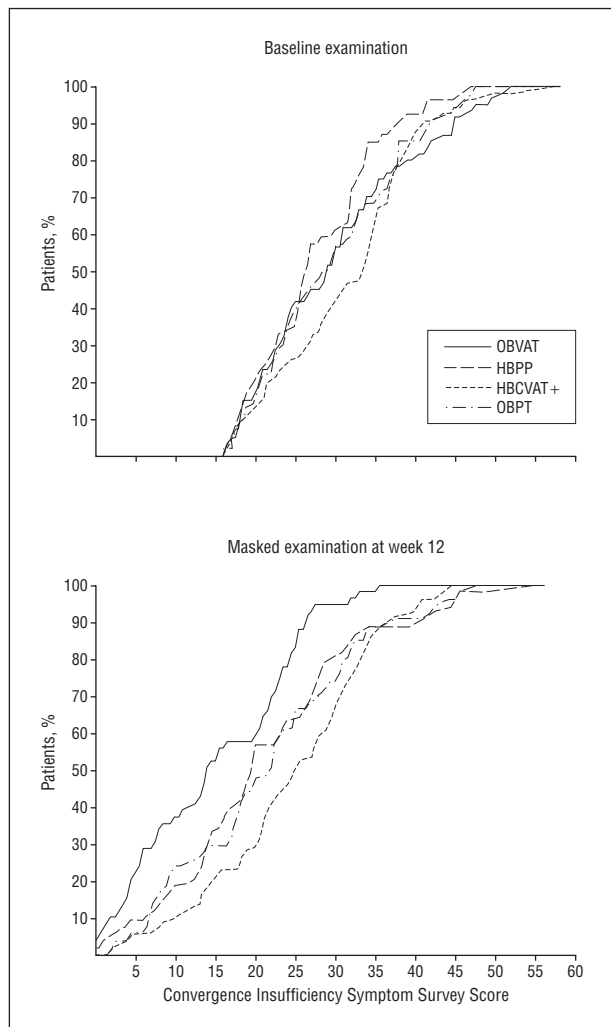 Baseline examination
100
90
80
70
60
50
40
30
20
10
Patients, %
OBVAT
HBPP
HBCVAT+
OBPT
Masked examination at week 12
100
90
80
70
60
50
40
30
20
10
Patients, %
5 10 15 20 25 30 35 40 45 50 55 60
Convergence Insufficiency Symptom Survey Score